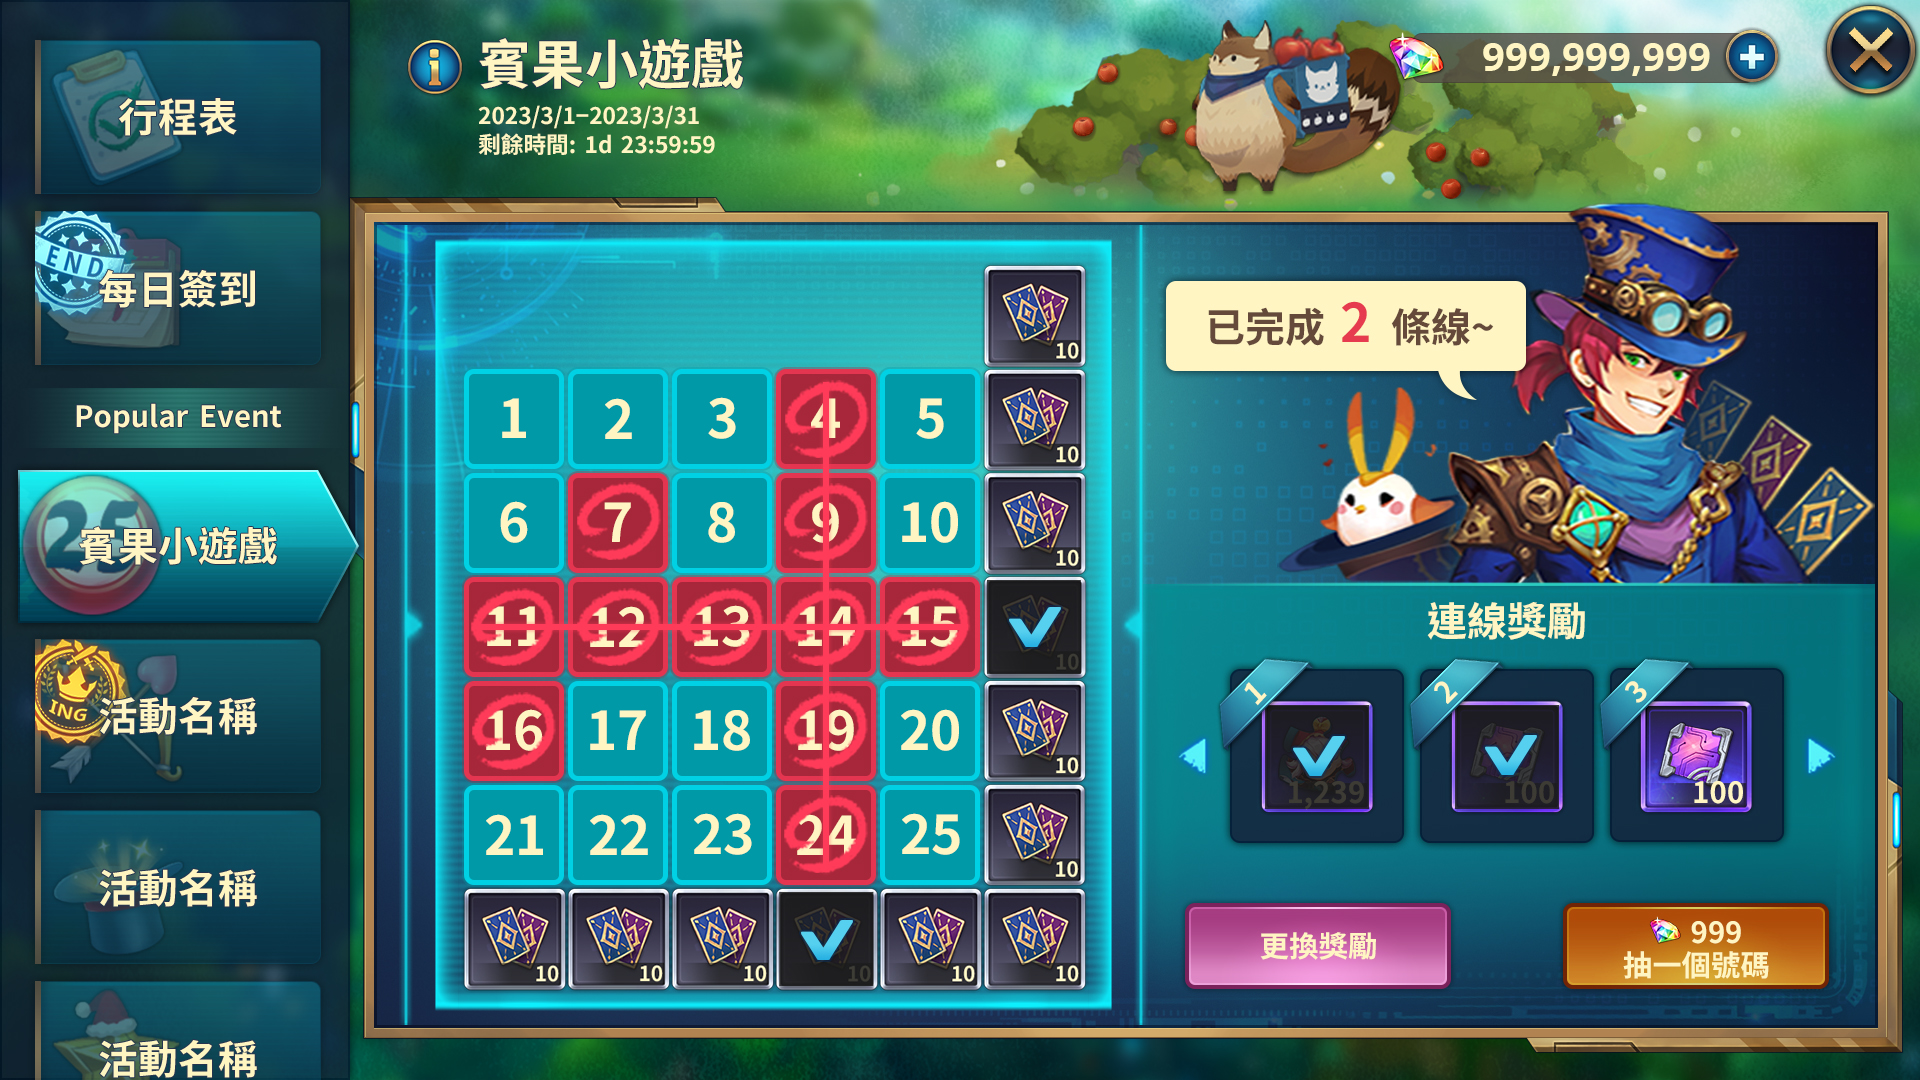 行程表
END
每日簽到
Popular Event
25
賓果小遊戲
ING
活動名稱
活動名稱
活動名稱
i
賓果小遊戲
2023/3/1-2023/3/31
剩餘時間: 1d 23:59:59
999,999,999
10
1 2 3 4 5 10
6 7 8 9 10 10
11 12 13 14 15 10
16 17 18 19 20 10
21 22 23 24 25 10
10 10 10 10 10 10
已完成 2 條線~
連線獎勵
1 2 3
1,239 100 100
更換獎勵
999
抽一個號碼